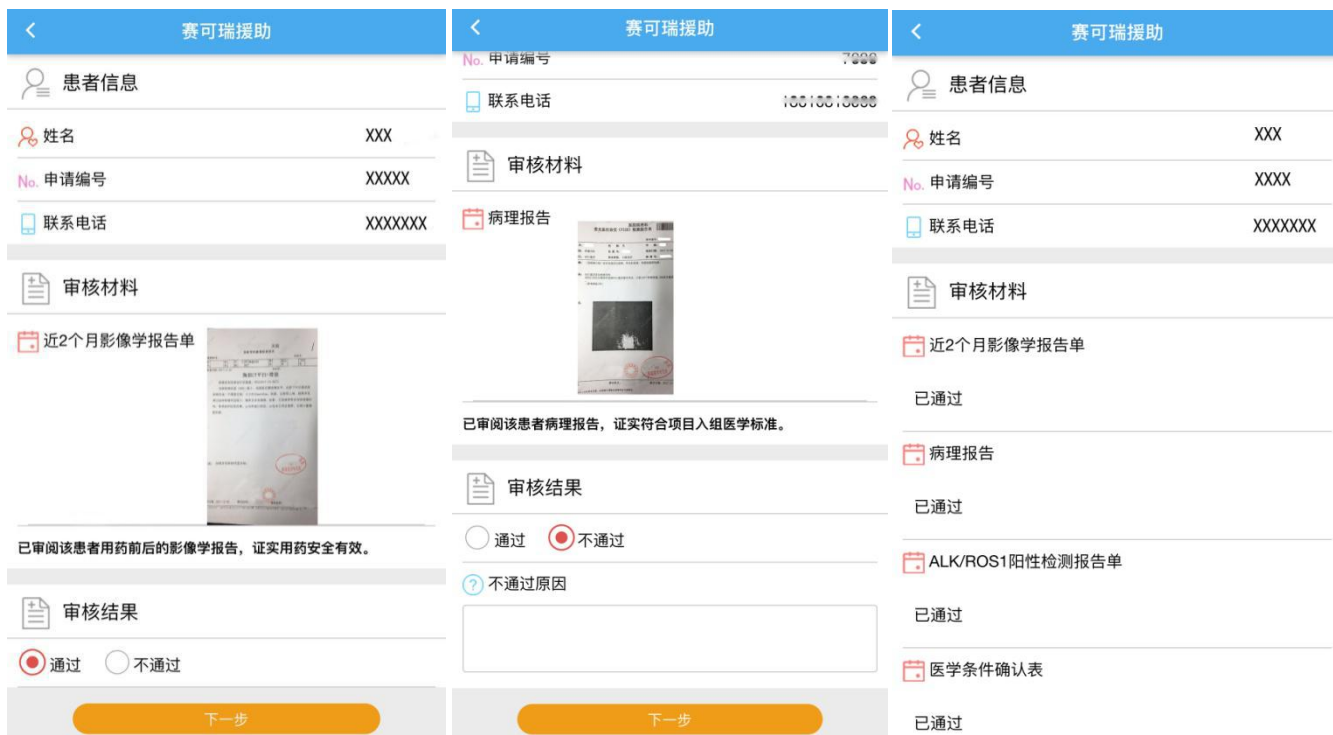 赛可瑞援助
患者信息
姓名 XXX
No. 申请编号 XXXXX
联系电话 XXXXXXX
审核材料
近2个月影像学报告单
已审阅该患者用药前后的影像学报告，证实用药安全有效。
审核结果
通过 不通过
下一步
赛可瑞援助
No. 申请编号
联系电话
审核材料
病理报告
已审阅该患者病理报告，证实符合项目入组医学标准。
审核结果
通过 不通过
? 不通过原因
下一步
赛可瑞援助
患者信息
姓名 XXX
No. 申请编号 XXXX
联系电话 XXXXXXX
审核材料
近2个月影像学报告单
已通过
病理报告
已通过
ALK/ROS1阳性检测报告单
已通过
医学条件确认表
已通过